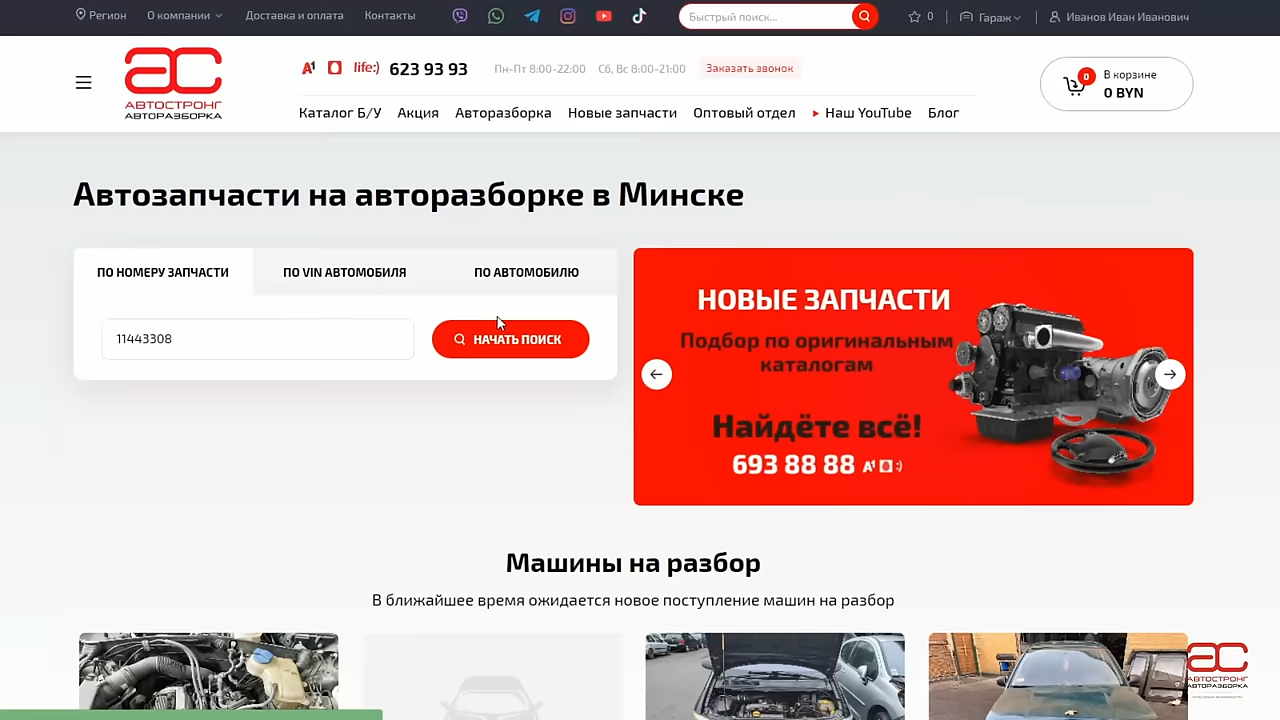 Регион О компании Доставка и оплата Контакты Быстрый поиск... 0 Гараж Иванов Иван Иванович
АВТОСТРОНГ
АВТОРАЗБОРКА
A1 life:) 623 93 93 Пн-Пт 8:00-22:00 Сб, Вс 8:00-21:00 Заказать звонок
0 В корзине
0 BYN
Каталог Б/У Акция Авторазборка Новые запчасти Оптовый отдел Наш YouTube Блог
Автозапчасти на авторазборке в Минске
ПО НОМЕРУ ЗАПЧАСТИ ПО VIN АВТОМОБИЛЯ ПО АВТОМОБИЛЮ
11443308 НАЧАТЬ ПОИСК
НОВЫЕ ЗАПЧАСТИ
Подбор по оригинальным
каталогам
Найдёте всё!
693 88 88 A1 :)
Машины на разбор
В ближайшее время ожидается новое поступление машин на разбор
АВТОСТРОНГ
АВТОРАЗБОРКА